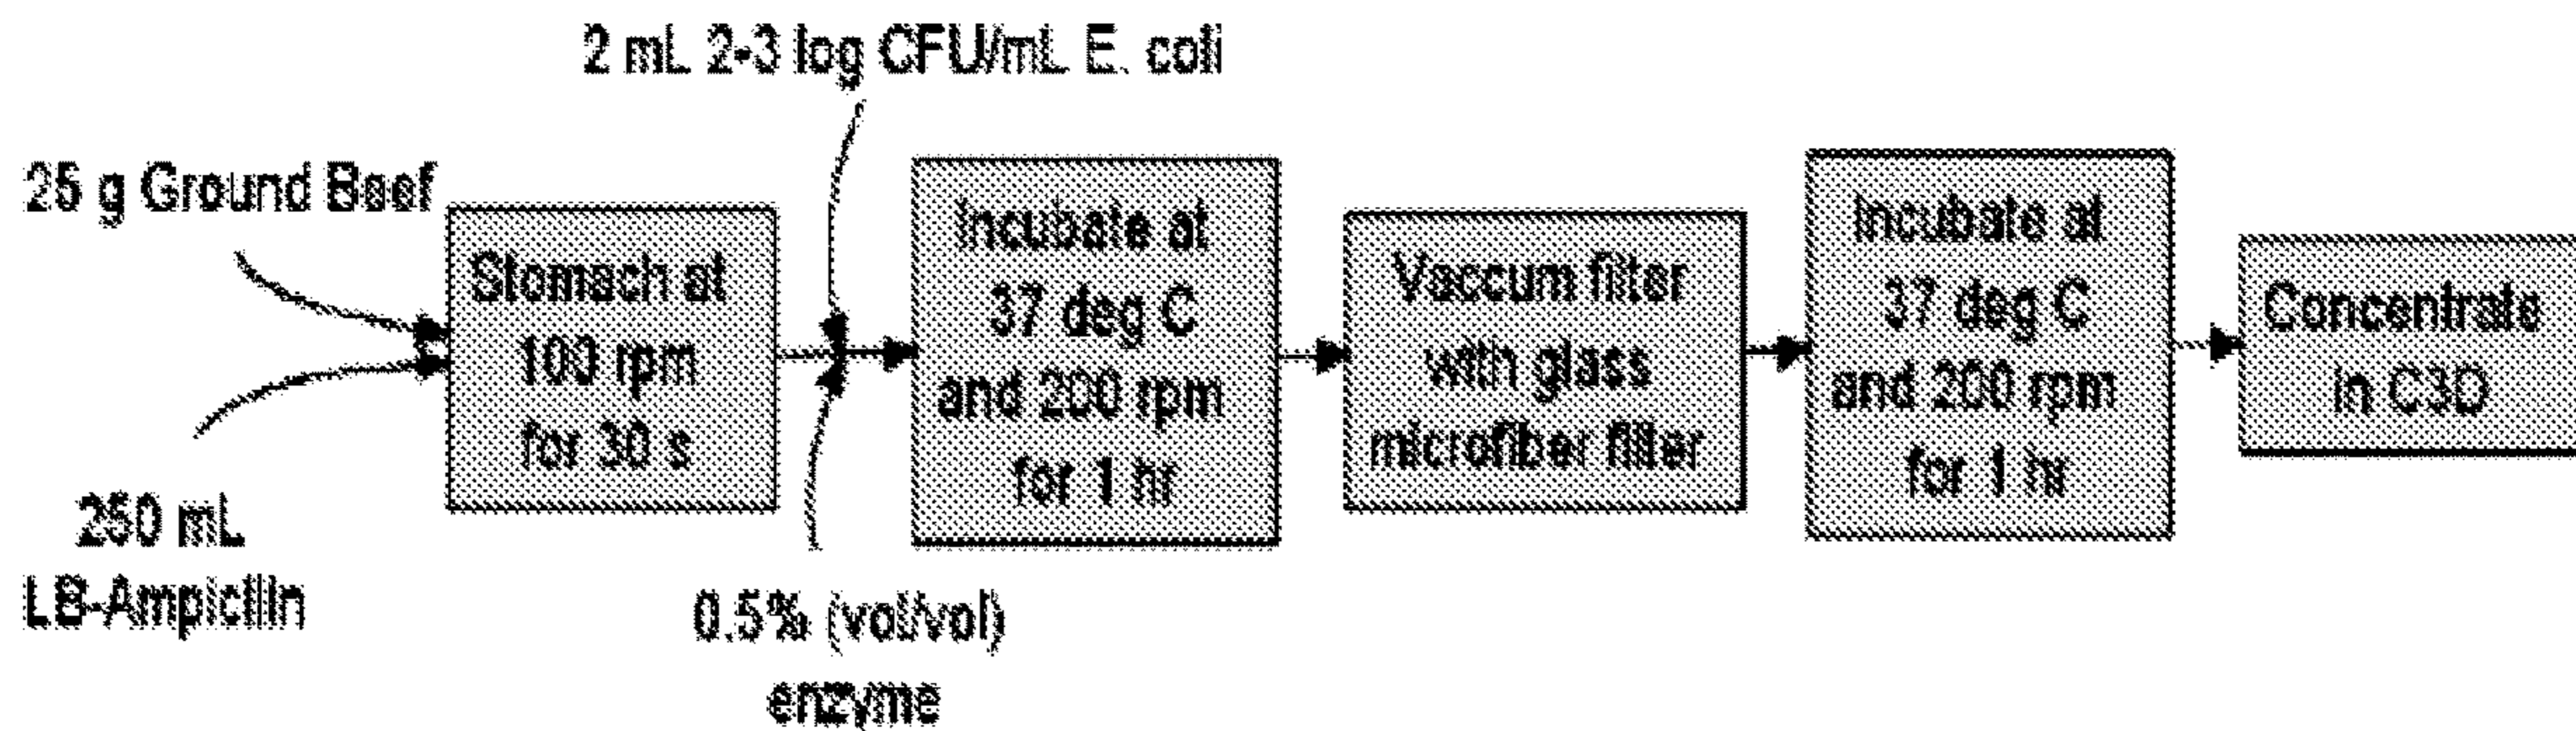 2 mL 2-3 log CFU/mL E. coli
25 g Ground Beef
250 mL
LB-Ampicillin
Stomach at
100 rpm
for 30 s
0.5% (vol/vol)
enzyme
Incubate at
37 deg C
and 200 rpm
for 1 hr
Vaccum filter
with glass
microfiber filter
Incubate at
37 deg C
and 200 rpm
for 1 hr
Concentrate
in C3D